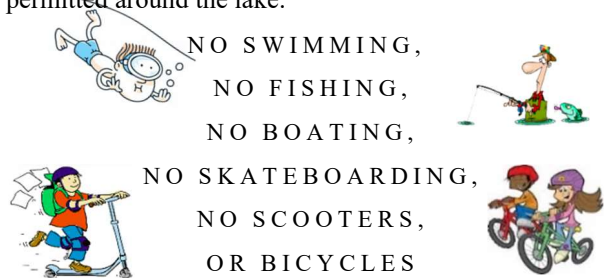 permitted around the lake.
NO SWIMMING,
NO FISHING,
NO BOATING,
NO SKATEBOARDING,
NO SCOOTERS,
OR BICYCLES